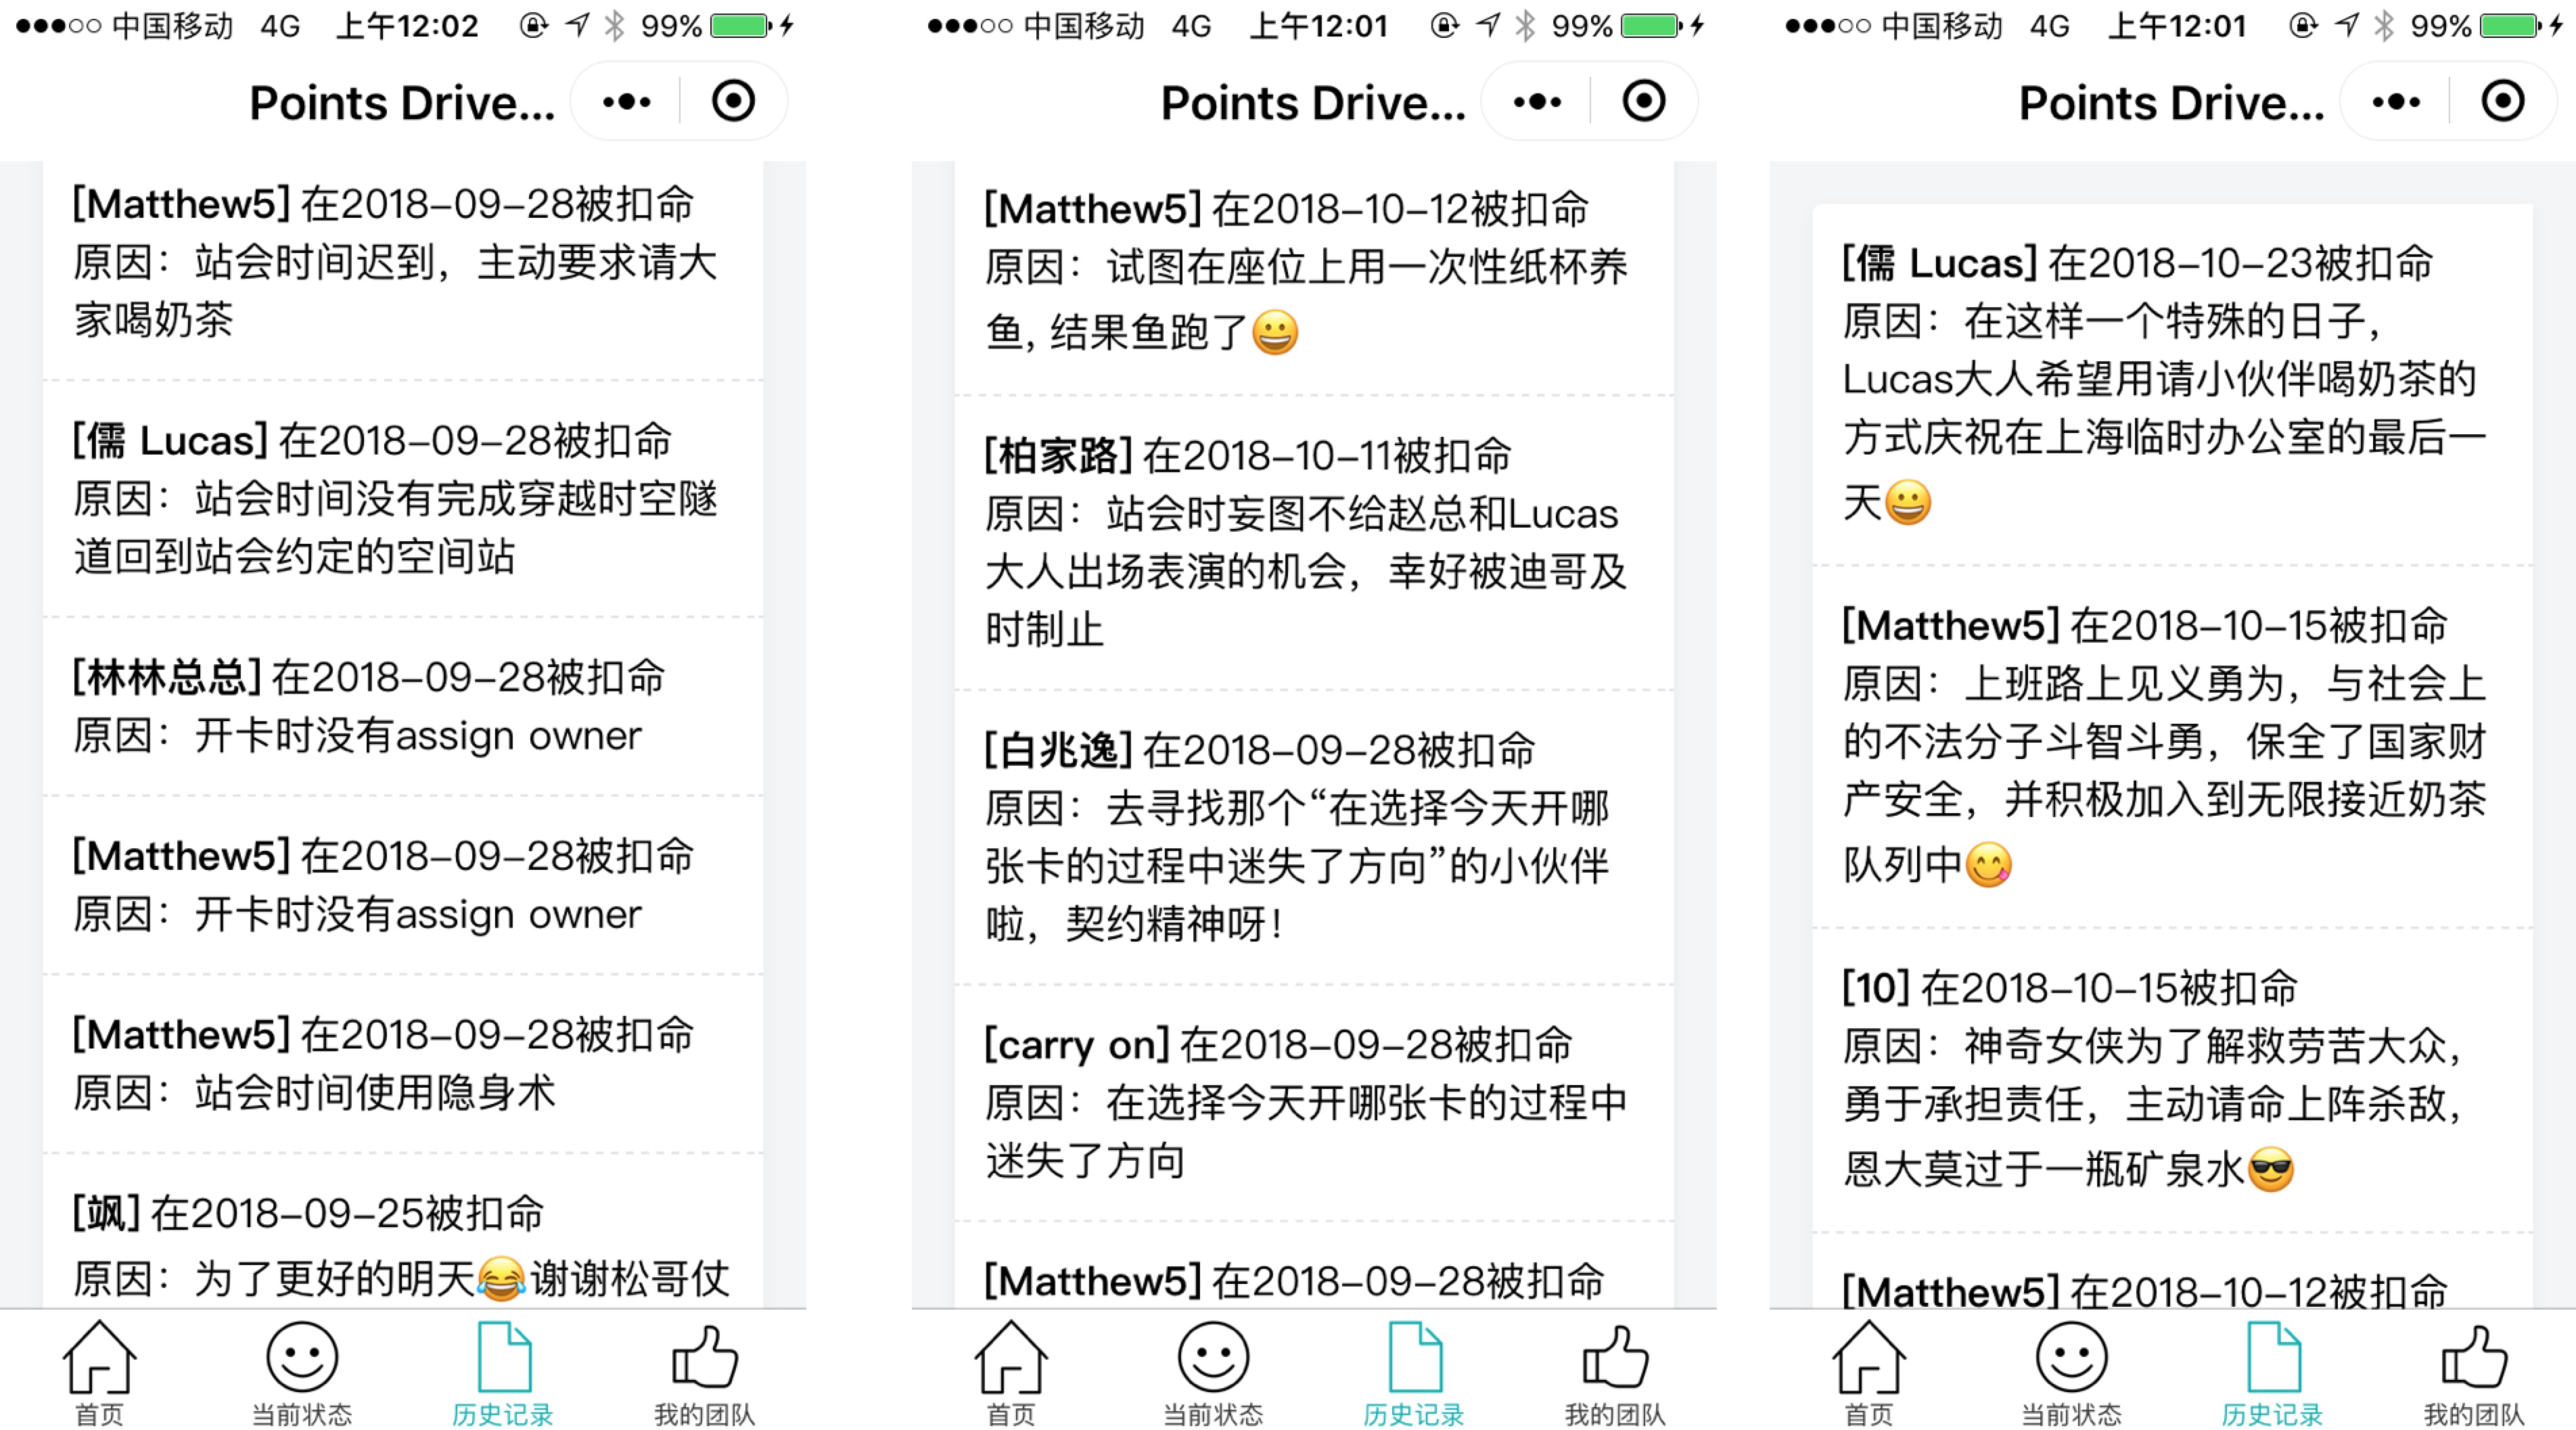 中国移动 4G 上午12:02 99%
Points Drive...
[Matthew5] 在2018-09-28被扣命
原因：站会时间迟到，主动要求请大
家喝奶茶
[儒 Lucas] 在2018-09-28被扣命
原因：站会时间没有完成穿越时空隧
道回到站会约定的空间站
[林林总总] 在2018-09-28被扣命
原因：开卡时没有assign owner
[Matthew5] 在2018-09-28被扣命
原因：开卡时没有assign owner
[Matthew5] 在2018-09-28被扣命
原因：站会时间使用隐身术
[飒] 在2018-09-25被扣命
原因：为了更好的明天😂谢谢松哥仗
首页 当前状态 历史记录 我的团队
中国移动 4G 上午12:01 99%
Points Drive...
[Matthew5] 在2018-10-12被扣命
原因：试图在座位上用一次性纸杯养
鱼, 结果鱼跑了😀
[柏家路] 在2018-10-11被扣命
原因：站会时妄图不给赵总和Lucas
大人出场表演的机会，幸好被迪哥及
时制止
[白兆逸] 在2018-09-28被扣命
原因：去寻找那个“在选择今天开哪
张卡的过程中迷失了方向”的小伙伴
啦，契约精神呀！
[carry on] 在2018-09-28被扣命
原因：在选择今天开哪张卡的过程中
迷失了方向
[Matthew5] 在2018-09-28被扣命
首页 当前状态 历史记录 我的团队
中国移动 4G 上午12:01 99%
Points Drive...
[儒 Lucas] 在2018-10-23被扣命
原因：在这样一个特殊的日子，
Lucas大人希望用请小伙伴喝奶茶的
方式庆祝在上海临时办公室的最后一
天😀
[Matthew5] 在2018-10-15被扣命
原因：上班路上见义勇为，与社会上
的不法分子斗智斗勇，保全了国家财
产安全，并积极加入到无限接近奶茶
队列中😋
[10] 在2018-10-15被扣命
原因：神奇女侠为了解救劳苦大众，
勇于承担责任，主动请命上阵杀敌，
恩大莫过于一瓶矿泉水😎
[Matthew5] 在2018-10-12被扣命
首页 当前状态 历史记录 我的团队